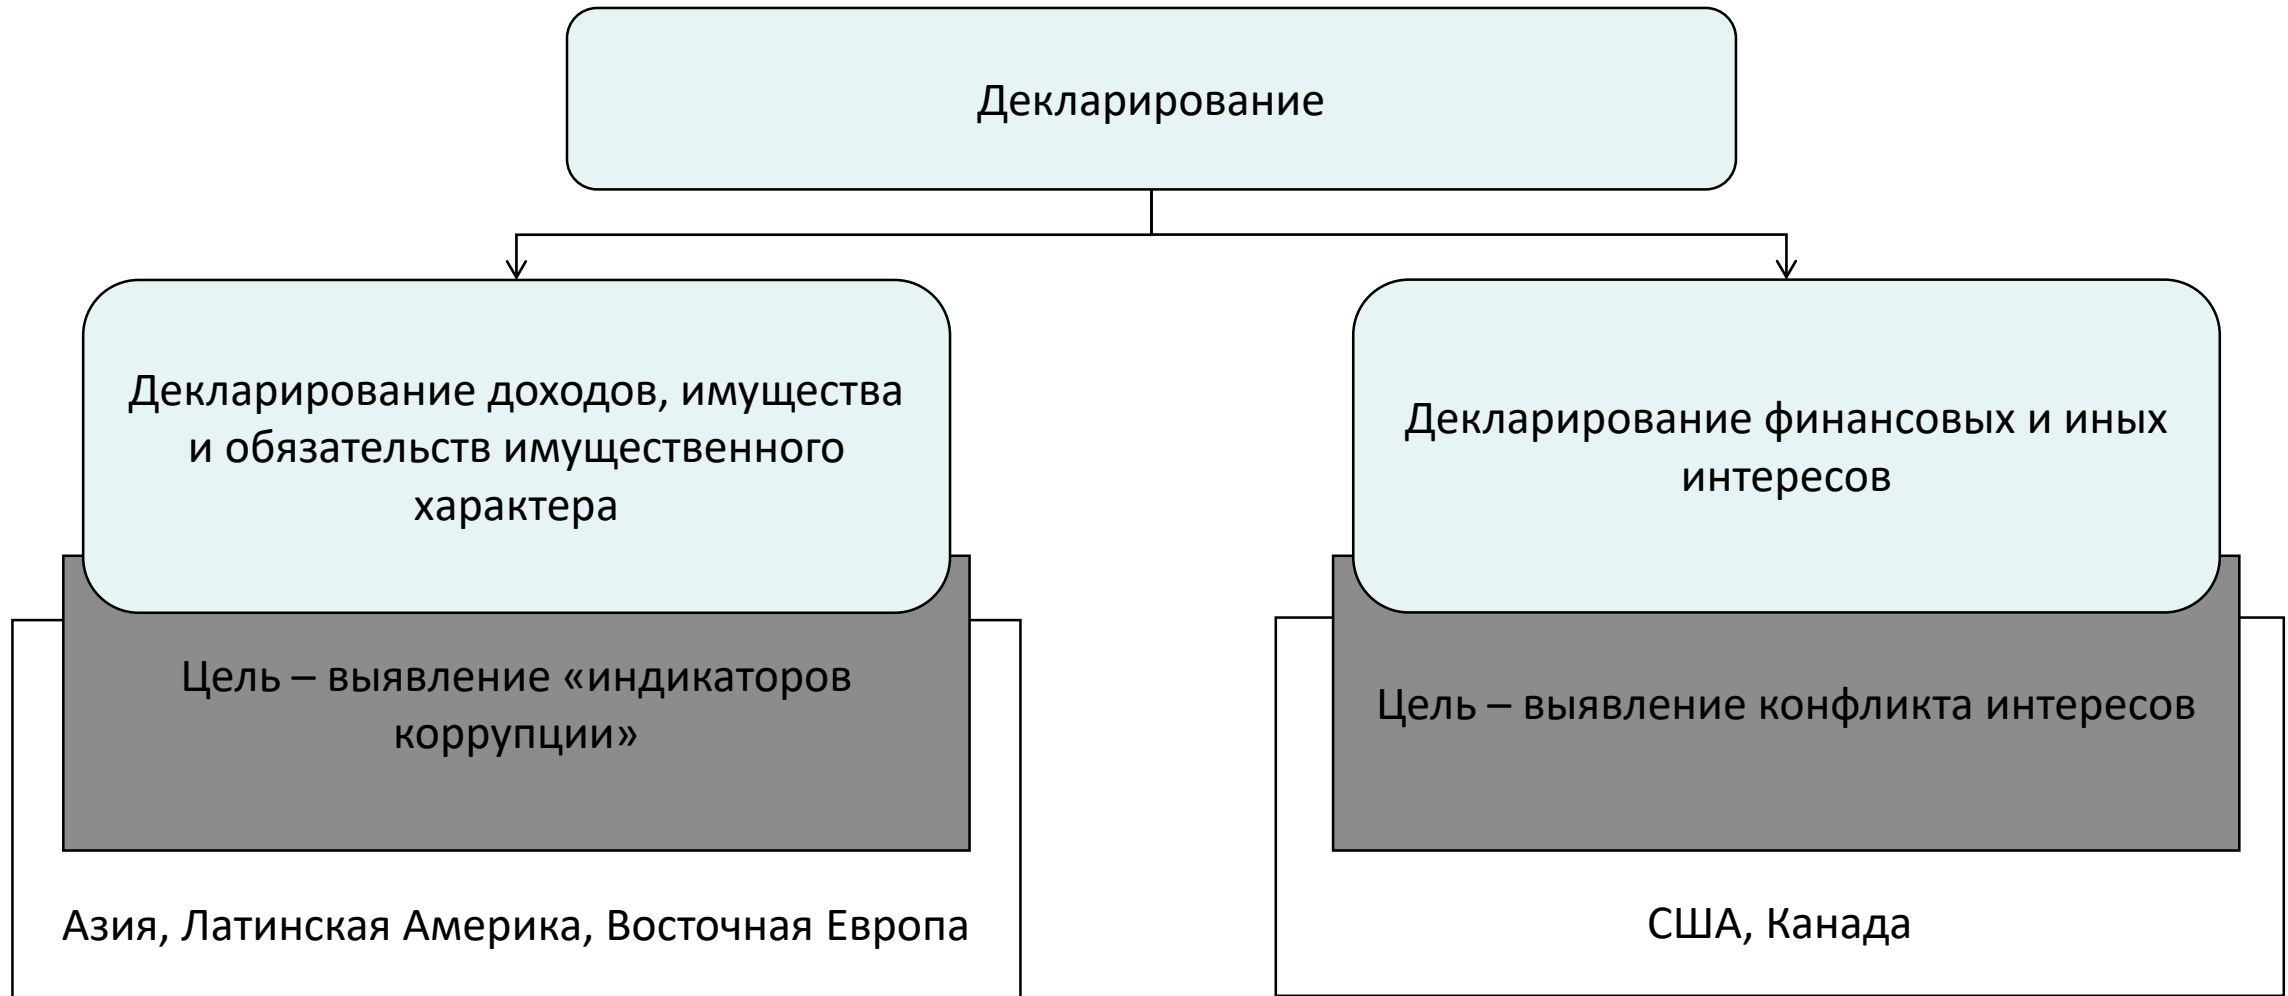 Декларирование
Декларирование доходов, имущества
и обязательств имущественного
характера
Цель – выявление «индикаторов
коррупции»
Азия, Латинская Америка, Восточная Европа
Декларирование финансовых и иных
интересов
Цель – выявление конфликта интересов
США, Канада